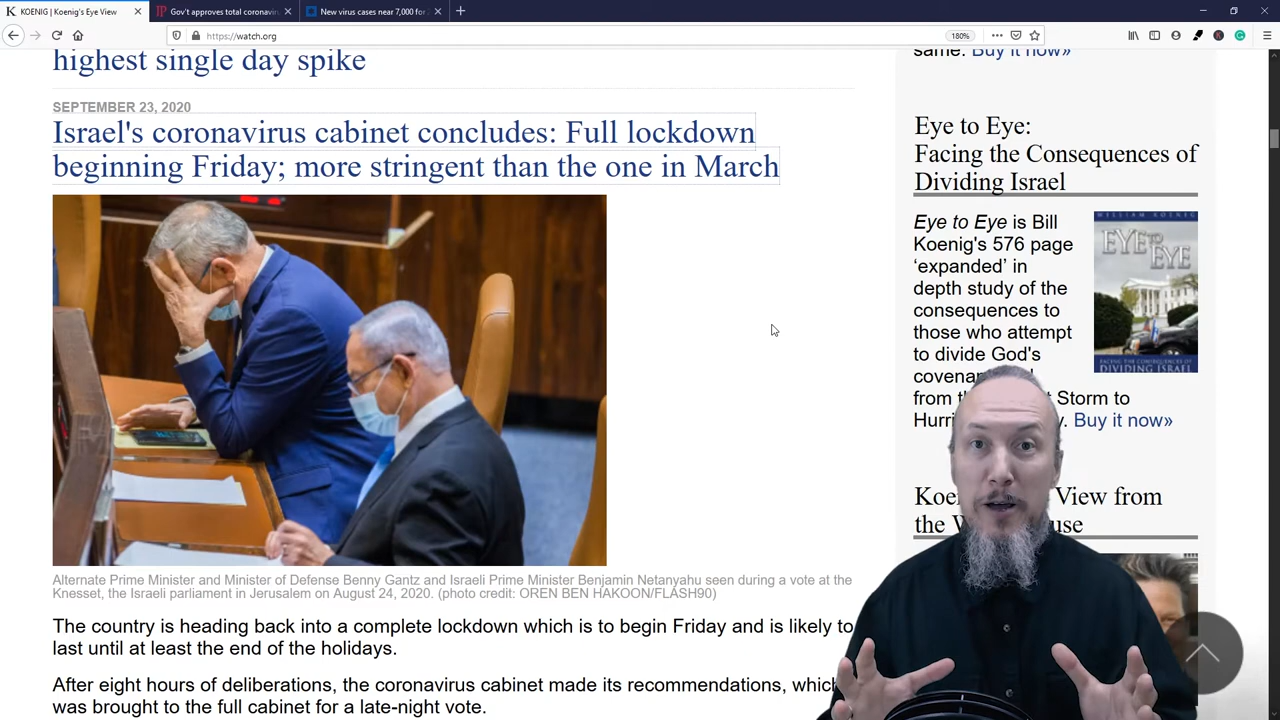 KOENIG | Koenig's Eye View
Gov't approves total coronavir
New virus cases near 7,000 for
https://watch.org
180%
highest single day spike
same. Buy it now»
SEPTEMBER 23, 2020
Israel's coronavirus cabinet concludes: Full lockdown
beginning Friday; more stringent than the one in March
Alternate Prime Minister and Minister of Defense Benny Gantz and Israeli Prime Minister Benjamin Netanyahu seen during a vote at the
Knesset, the Israeli parliament in Jerusalem on August 24, 2020. (photo credit: OREN BEN HAKOON/FLASH90)
The country is heading back into a complete lockdown which is to begin Friday and is likely to
last until at least the end of the holidays.
After eight hours of deliberations, the coronavirus cabinet made its recommendations, which
was brought to the full cabinet for a late-night vote.
Eye to Eye:
Facing the Consequences of
Dividing Israel
Eye to Eye is Bill
Koenig's 576 page
‘expanded’ in
depth study of the
consequences to
those who attempt
to divide God's
covenan
from th t Storm to
Hurri y. Buy it now»
WILLIAM KOENIG
EYE TO EYE
FACING THE CONSEQUENCES OF
DIVIDING ISRAEL
Koe View from
the W use